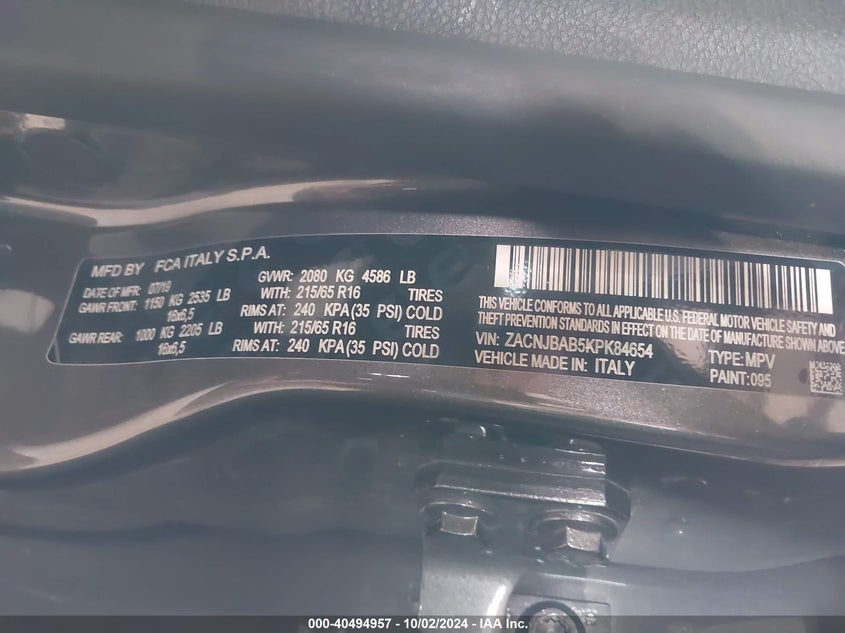 MFD BY FCA ITALY S.P.A.
DATE OF MFR: 07/19 GVWR: 2080 KG 4586 LB
GAWR FRONT: 1150 KG 2535 LB WITH: 215/65 R16 TIRES
16x6,5 RIMS AT: 240 KPA(35 PSI) COLD
GAWR REAR: 1000 KG 2205 LB WITH: 215/65 R16 TIRES
16x6,5 RIMS AT: 240 KPA(35 PSI) COLD
THIS VEHICLE CONFORMS TO ALL APPLICABLE U.S. FEDERAL MOTOR VEHICLE SAFETY AND
THEFT PREVENTION STANDARDS IN EFFECT ON THE DATE OF MANUFACTURE SHOWN ABOVE
VIN: ZACNJBAB5KPK84654 TYPE: MPV
VEHICLE MADE IN: ITALY PAINT:095
000-40494957 - 10/02/2024 - IAA Inc.